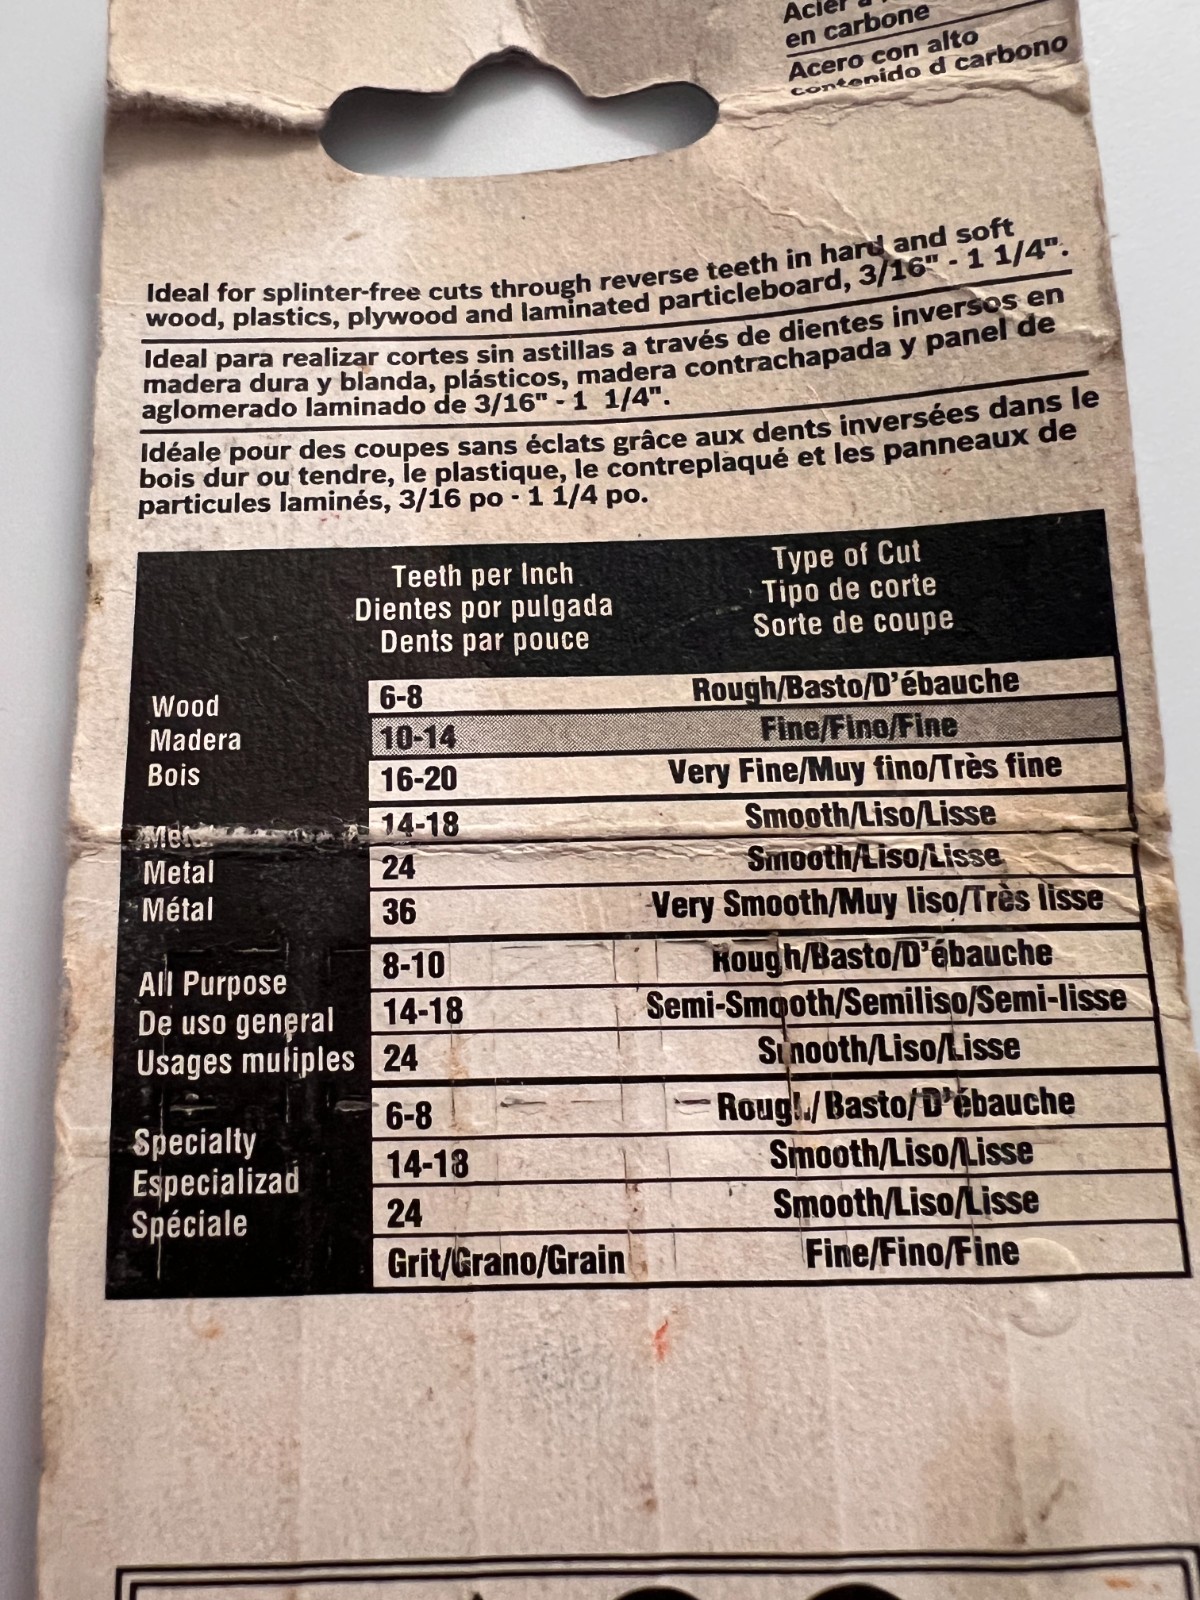 Acier à
en carbone
Acero con alto
contenido d carbono
Ideal for splinter-free cuts through reverse teeth in hard and soft
wood, plastics, plywood and laminated particleboard, 3/16" - 1 1/4".
Ideal para realizar cortes sin astillas a través de dientes inversos en
madera dura y blanda, plásticos, madera contrachapada y panel de
aglomerado laminado de 3/16" - 1 1/4".
Idéale pour des coupes sans éclats grâce aux dents inversées dans le
bois dur ou tendre, le plastique, le contreplaqué et les panneaux de
particules laminés, 3/16 po - 1 1/4 po.
Teeth per Inch
Dientes por pulgada
Dents par pouce
Type of Cut
Tipo de corte
Sorte de coupe
Wood
Madera
Bois
6-8 Rough/Basto/D'ébauche
10-14 Fine/Fino/Fine
16-20 Very Fine/Muy fino/Très fine
Metal
Metal
Métal
14-18 Smooth/Liso/Lisse
24 Smooth/Liso/Lisse
36 Very Smooth/Muy liso/Très lisse
All Purpose
De uso general
Usages multiples
8-10 Rough/Basto/D'ébauche
14-18 Semi-Smooth/Semiliso/Semi-lisse
24 Smooth/Liso/Lisse
Specialty
Especializad
Spéciale
6-8 Rough/Basto/D'ébauche
14-18 Smooth/Liso/Lisse
24 Smooth/Liso/Lisse
Grit/Grano/Grain Fine/Fino/Fine